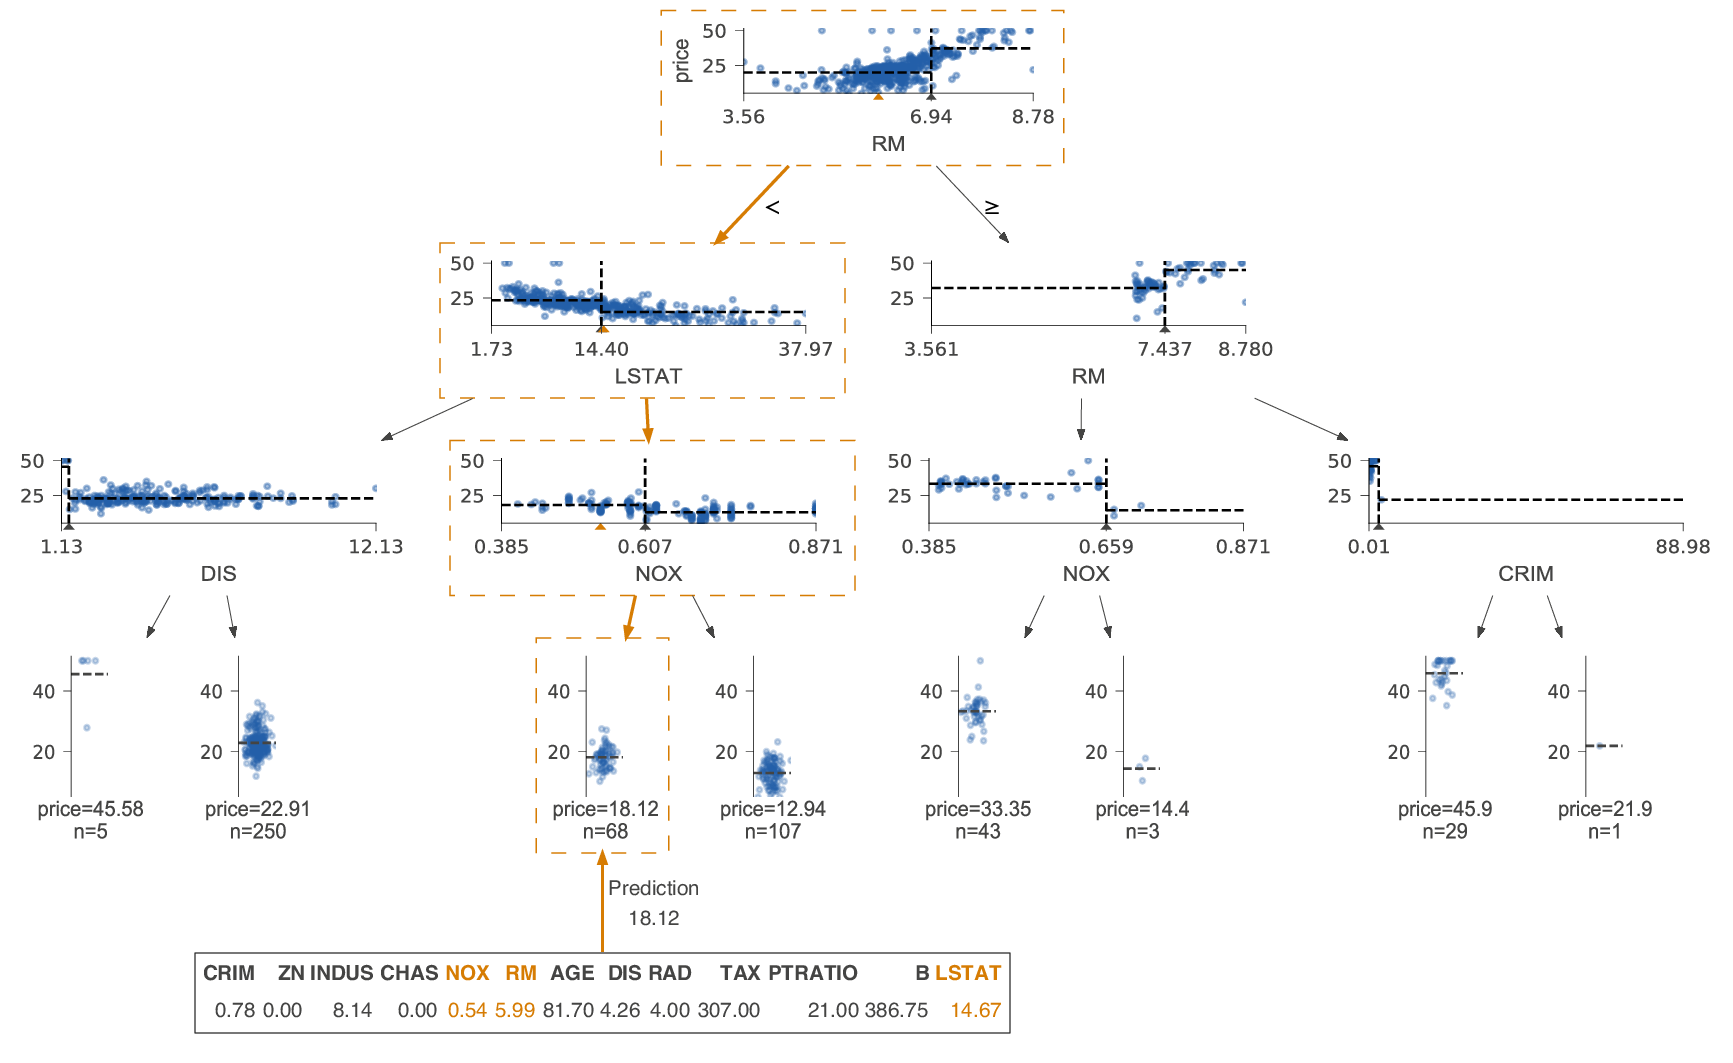 50
25
price
3.56 6.94 8.78
RM
< ≥
50
25
1.73 14.40 37.97
LSTAT
50
25
3.561 7.437 8.780
RM
50
25
1.13 12.13
DIS
50
25
0.385 0.607 0.871
NOX
50
25
0.385 0.659 0.871
NOX
50
25
0.01 88.98
CRIM
40
20
price=45.58
n=5
40
20
price=22.91
n=250
40
20
price=18.12
n=68
40
20
price=12.94
n=107
40
20
price=33.35
n=43
40
20
price=14.4
n=3
40
20
price=45.9
n=29
40
20
price=21.9
n=1
Prediction
18.12
CRIM ZN INDUS CHAS NOX RM AGE DIS RAD TAX PTRATIO B LSTAT
0.78 0.00 8.14 0.00 0.54 5.99 81.70 4.26 4.00 307.00 21.00 386.75 14.67